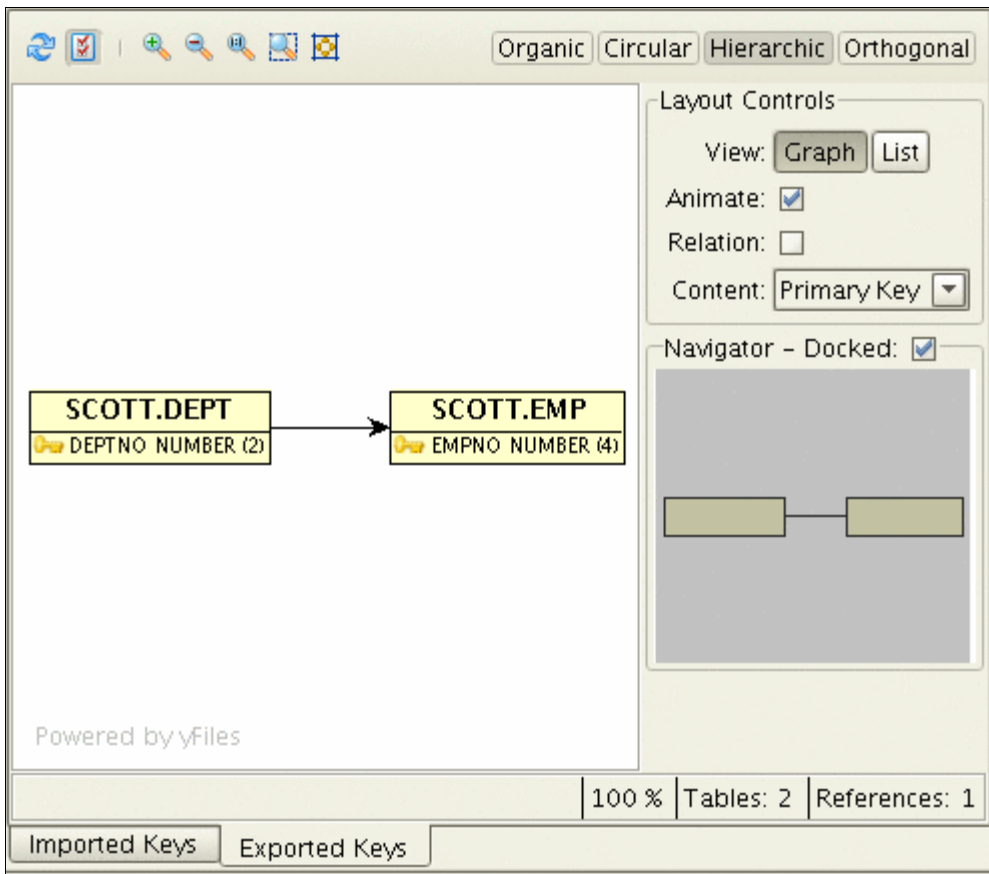 Organic Circular Hierarchic Orthogonal
Layout Controls
View: Graph List
Animate:
Relation:
Content: Primary Key
Navigator – Docked:
SCOTT.DEPT
DEPTNO NUMBER (2)
SCOTT.EMP
EMPNO NUMBER (4)
Powered by yFiles
100 % Tables: 2 References: 1
Imported Keys Exported Keys